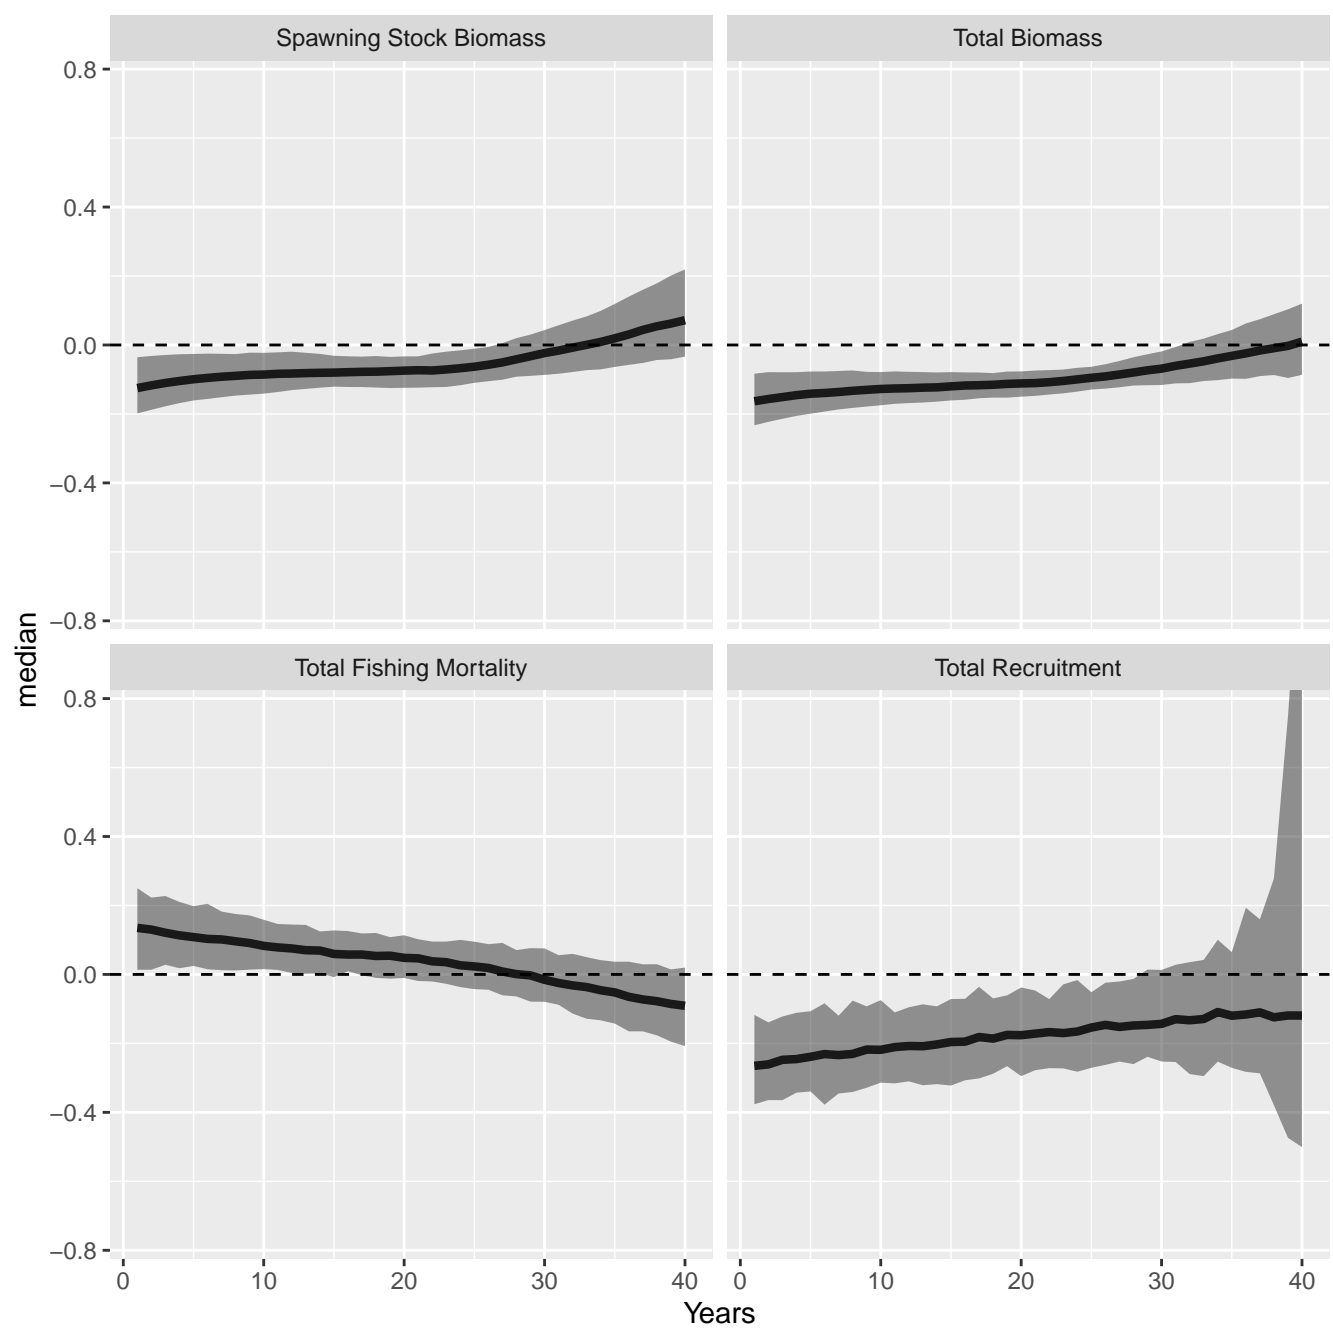 Spawning Stock Biomass
Total Biomass
0.8
0.4
0.0
−0.4
−0.8
median
Total Fishing Mortality
Total Recruitment
0.8
0.4
0.0
−0.4
−0.8
0 10 20 30 40
0 10 20 30 40
Years